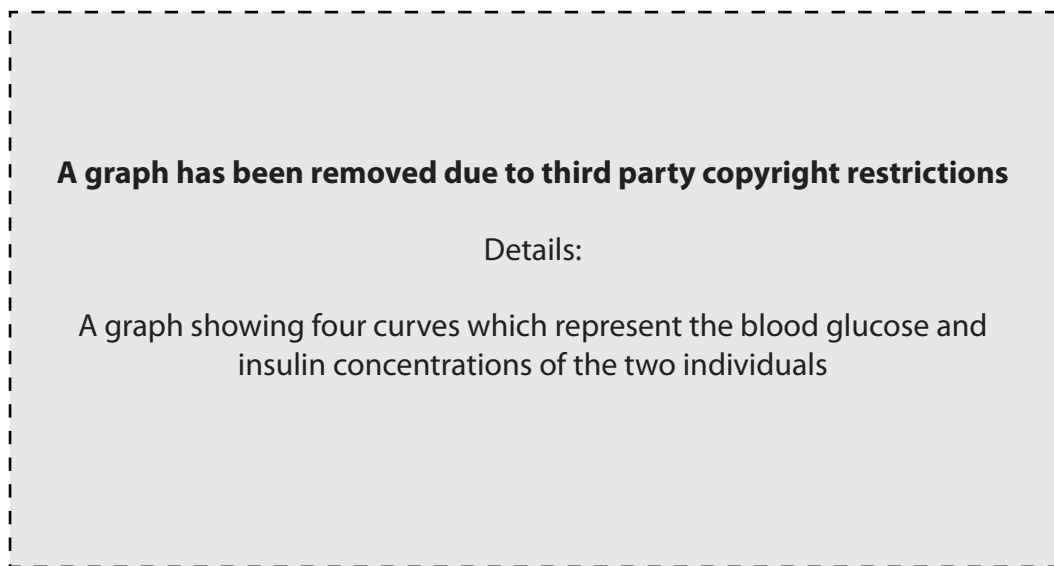 A graph has been removed due to third party copyright restrictions
Details:
A graph showing four curves which represent the blood glucose and
insulin concentrations of the two individuals